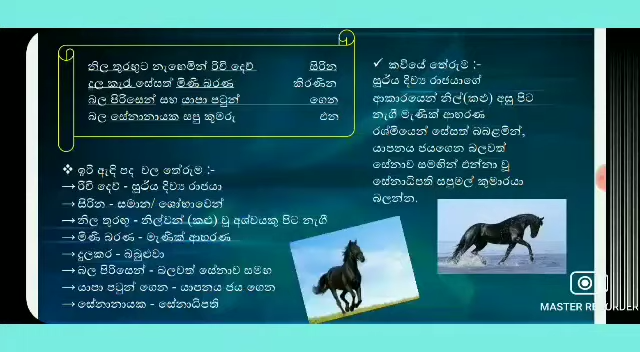 නිල තුරඟුට නැඟෙමින් රිවි දෙව් සිරින
දුල කැරැ සේසත් මිණි බරණ කිරණින
බල පිරිසෙන් සහ යාපා පටුන් ගෙන
බල සේනානායක සපු කුමරු එන
❖ ඉරි ඇඳි පද වල තේරුම :-
→ රිවි දෙව් - සුර්ය දිව්‍ය රාජයා
→ සිරින - සමාන/ ශෝභාවෙන්
→ නිල තුරඟු - නිල්වන් (කළු) වූ අශ්වයකු පිට නැගී
→ මිණි බරණ - මැණික් ආභරණ
→ දුලකර - බබුළුවා
→ බල පිරිසෙන් - බලවත් සේනාව සමඟ
→ යාපා පටුන් ගෙන - යාපනය ජය ගෙන
→ සේනානායක - සේනාධිපති
✓ කවියේ තේරුම :-
සුර්ය දිව්‍ය රාජයාගේ
ආකාරයෙන් නිල්(කළු) අසු පිට
නැගී මැණික් ආභරණ
රශ්මියෙන් සේසත් බබළමින්,
යාපනය ජයගෙන බලවත්
සේනාව සමඟින් එන්නා වූ
සේනාධිපති සපුමල් කුමාරයා
බලන්න.
MASTER RECORDER